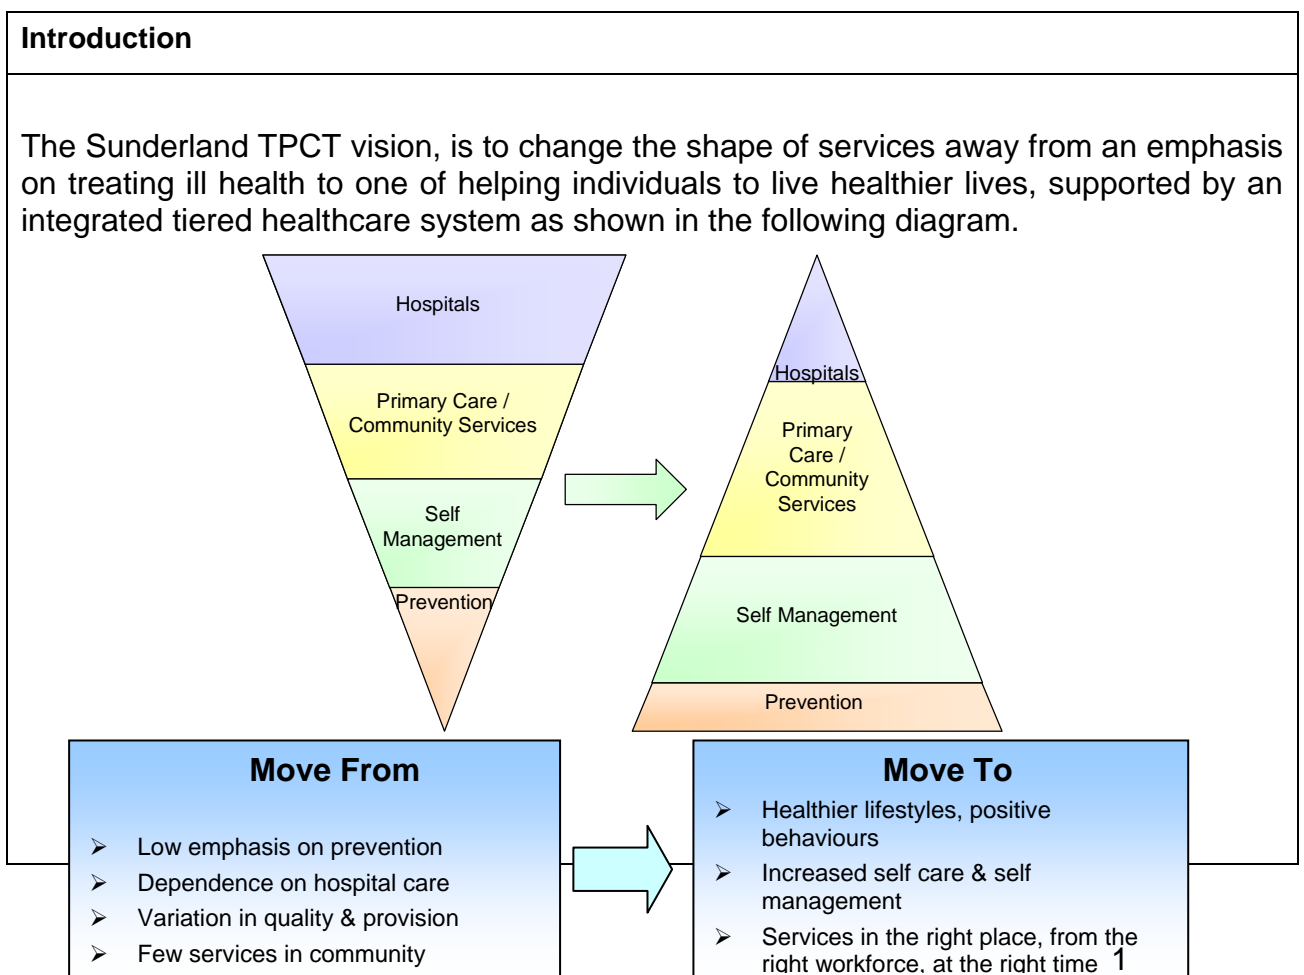 Introduction
The Sunderland TPCT vision, is to change the shape of services away from an emphasis
on treating ill health to one of helping individuals to live healthier lives, supported by an
integrated tiered healthcare system as shown in the following diagram.
Hospitals
Primary Care /
Community Services
Self
Management
Prevention
Hospitals
Primary
Care /
Community
Services
Self Management
Prevention
Move From
Low emphasis on prevention
Dependence on hospital care
Variation in quality & provision
Few services in community
Move To
Healthier lifestyles, positive
behaviours
Increased self care & self
management
Services in the right place, from the
right workforce, at the right time
1